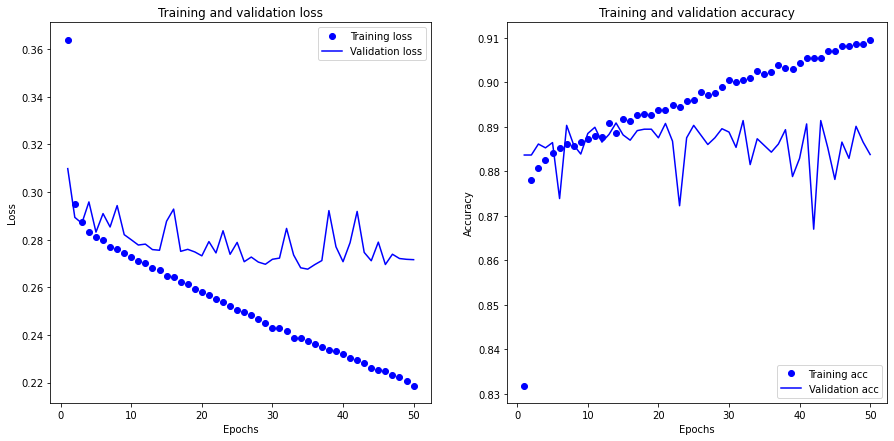 Training and validation loss
Training loss
Validation loss
0.36
0.34
0.32
0.30
0.28
0.26
0.24
0.22
Loss
0
10
20
30
40
50
Epochs
Training and validation accuracy
0.91
0.90
0.89
0.88
0.87
0.86
0.85
0.84
0.83
Accuracy
Training acc
Validation acc
0
10
20
30
40
50
Epochs